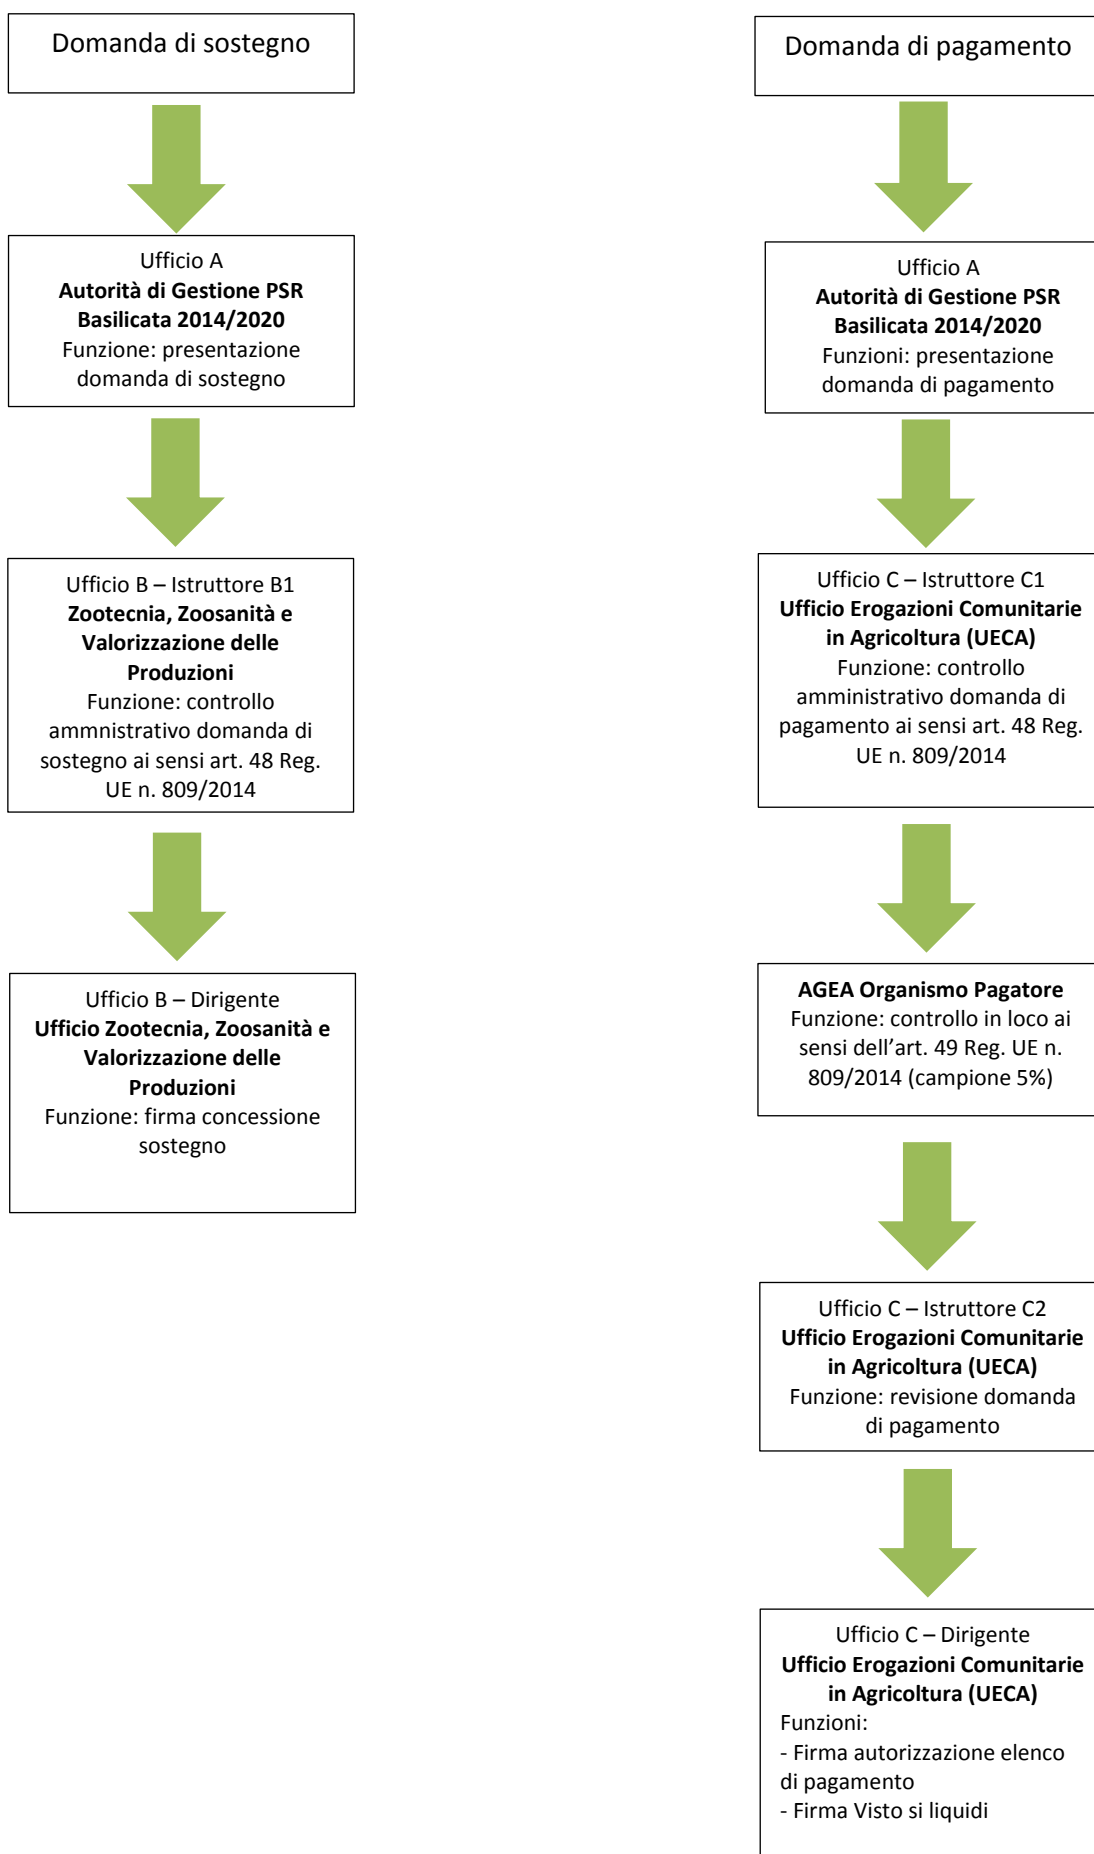 Domanda di sostegno
Ufficio A
Autorità di Gestione PSR
Basilicata 2014/2020
Funzione: presentazione
domanda di sostegno
Ufficio B – Istruttore B1
Zootecnia, Zoosanità e
Valorizzazione delle
Produzioni
Funzione: controllo
ammnistrativo domanda di
sostegno ai sensi art. 48 Reg.
UE n. 809/2014
Ufficio B – Dirigente
Ufficio Zootecnia, Zoosanità e
Valorizzazione delle
Produzioni
Funzione: firma concessione
sostegno
Domanda di pagamento
Ufficio A
Autorità di Gestione PSR
Basilicata 2014/2020
Funzioni: presentazione
domanda di pagamento
Ufficio C – Istruttore C1
Ufficio Erogazioni Comunitarie
in Agricoltura (UECA)
Funzione: controllo
amministrativo domanda di
pagamento ai sensi art. 48 Reg.
UE n. 809/2014
AGEA Organismo Pagatore
Funzione: controllo in loco ai
sensi dell’art. 49 Reg. UE n.
809/2014 (campione 5%)
Ufficio C – Istruttore C2
Ufficio Erogazioni Comunitarie
in Agricoltura (UECA)
Funzione: revisione domanda
di pagamento
Ufficio C – Dirigente
Ufficio Erogazioni Comunitarie
in Agricoltura (UECA)
Funzioni:
- Firma autorizzazione elenco
di pagamento
- Firma Visto si liquidi